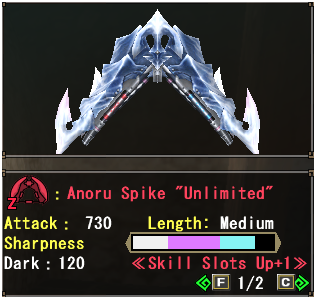 Z : Anoru Spike "Unlimited"
Attack : 730 Length: Medium
Sharpness
Dark : 120 ≪Skill Slots Up+1≫
F 1/2 C